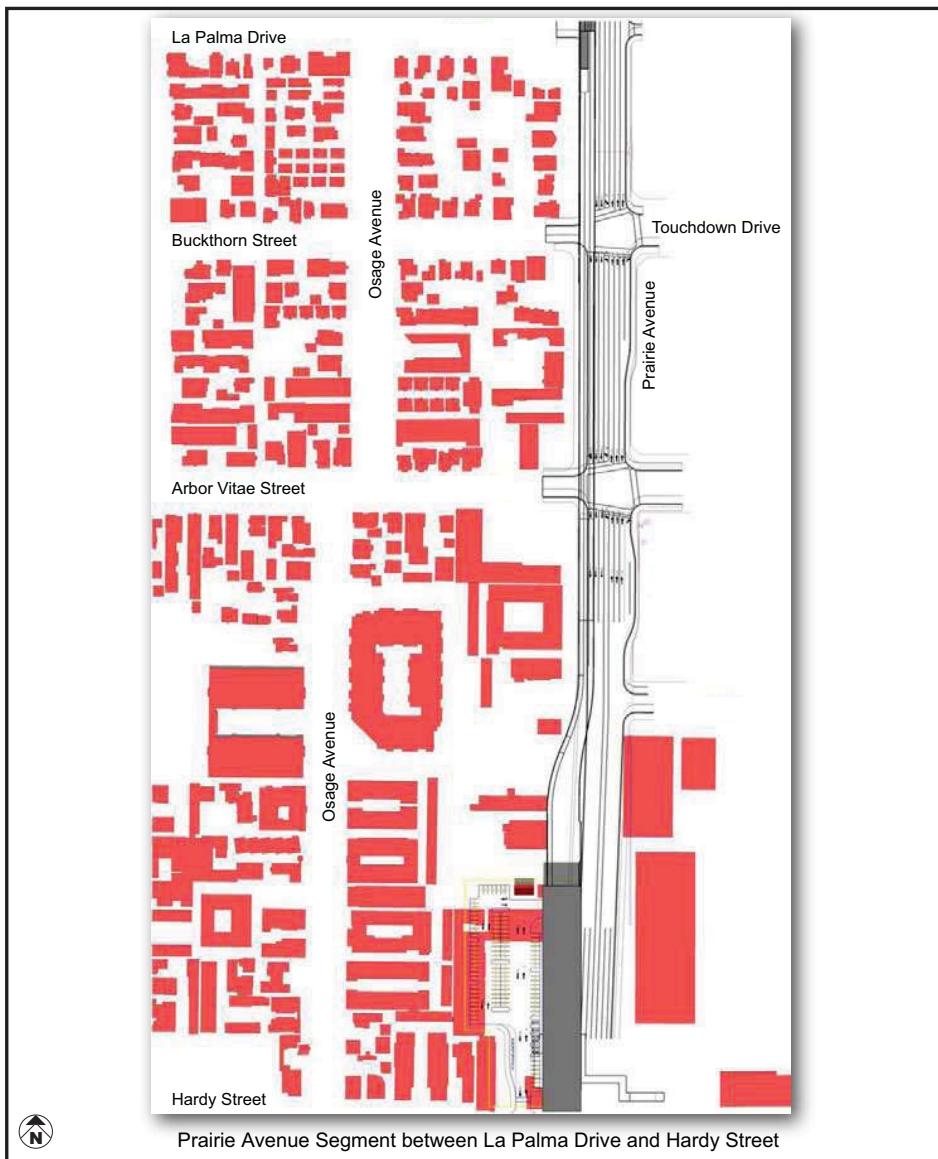 La Palma Drive
Osage Avenue
Buckthorn Street
Touchdown Drive
Prairie Avenue
Arbor Vitae Street
Osage Avenue
Hardy Street
N
Prairie Avenue Segment between La Palma Drive and Hardy Street